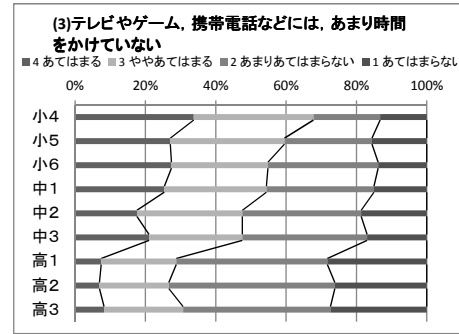 (3)テレビやゲーム，携帯電話などには，あまり時間
をかけていない
■4 あてはまる ■3 ややあてはまる ■2 あまりあてはまらない ■1 あてはまらない
0% 20% 40% 60% 80% 100%
小4
小5
小6
中1
中2
中3
高1
高2
高3